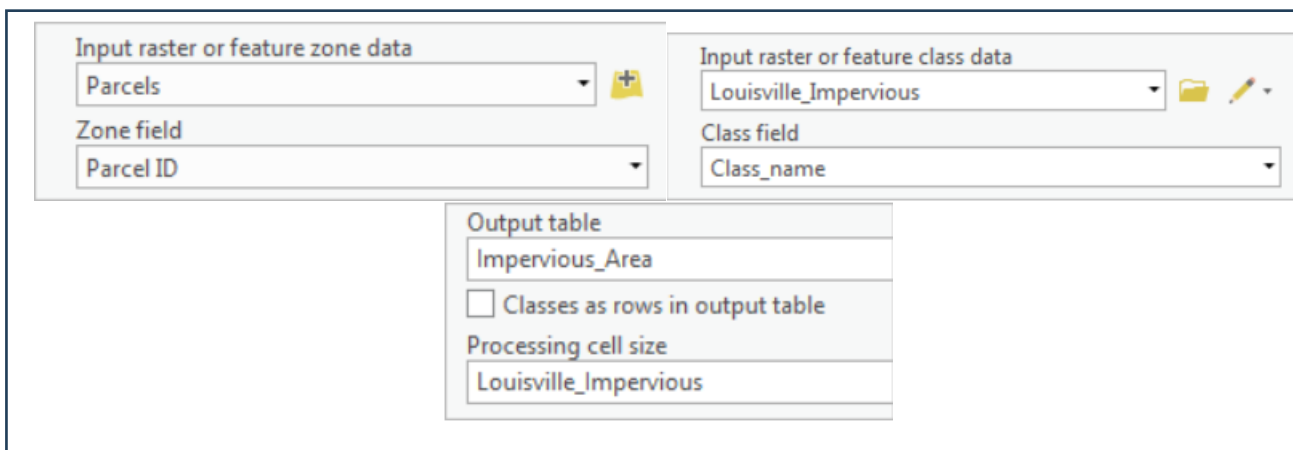 Input raster or feature zone data
Parcels
Zone field
Parcel ID
Input raster or feature class data
Louisville_Impervious
Class field
Class_name
Output table
Impervious_Area
Classes as rows in output table
Processing cell size
Louisville_Impervious